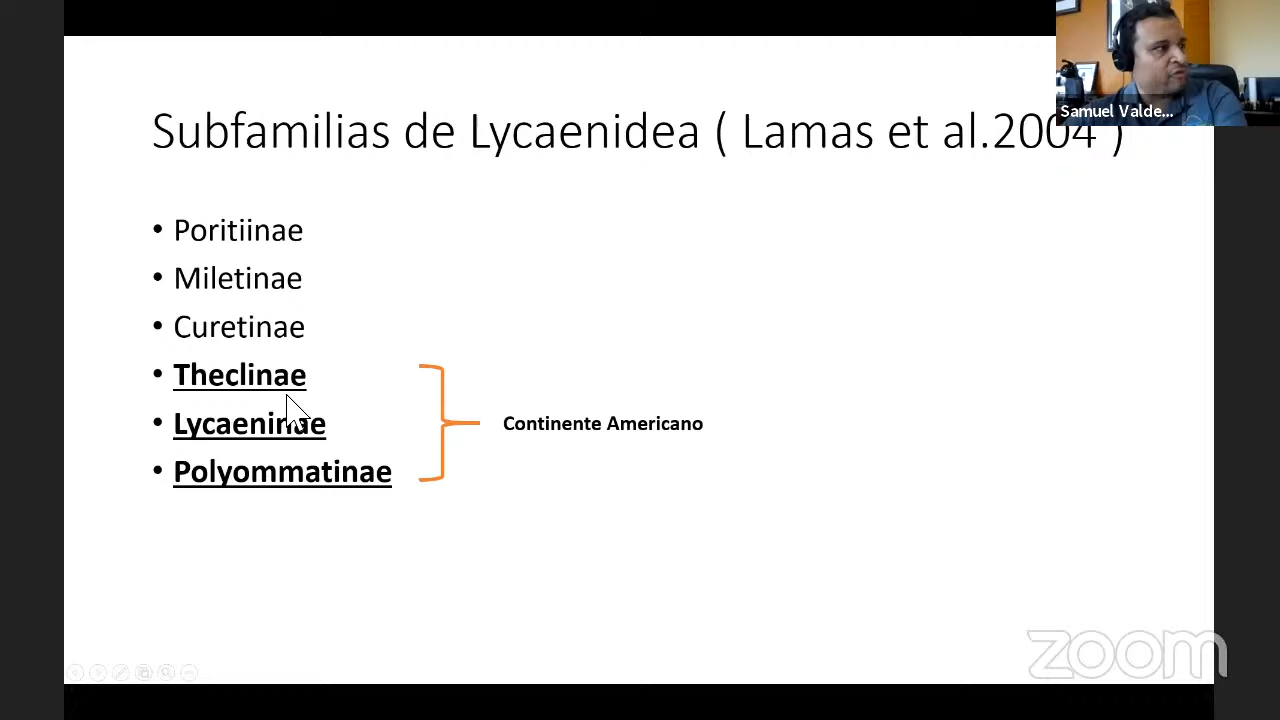 Subfamilias de Lycaenidea ( Lamas et al.2004 )
Samuel Valde...
• Poritiinae
• Miletinae
• Curetinae
• Theclinae
• Lycaeninae
• Polyommatinae
Continente Americano
zoom